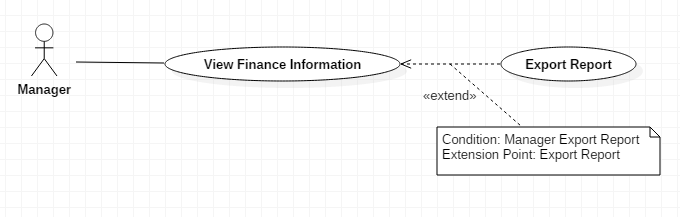 Manager
View Finance Information
Export Report
«extend»
Condition: Manager Export Report
Extension Point: Export Report